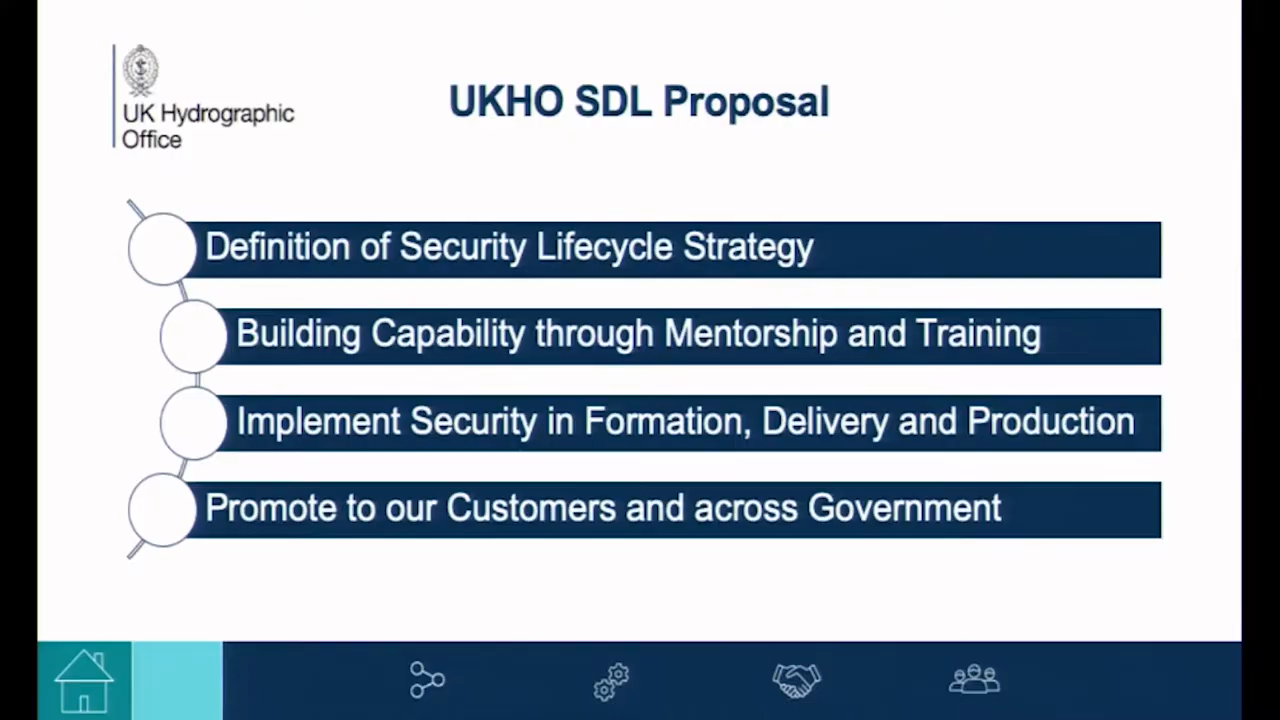 UK Hydrographic
Office
UKHO SDL Proposal
Definition of Security Lifecycle Strategy
Building Capability through Mentorship and Training
Implement Security in Formation, Delivery and Production
Promote to our Customers and across Government